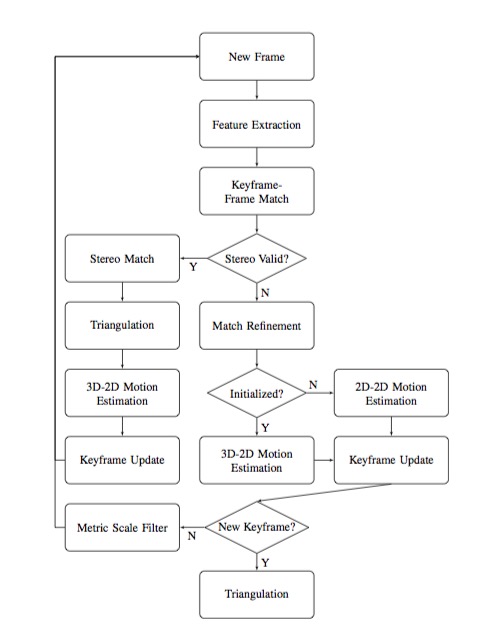 New Frame
Feature Extraction
Keyframe-
Frame Match
Stereo Match
Y
Stereo Valid?
N
Triangulation
Match Refinement
3D-2D Motion
Estimation
Initialized?
N
2D-2D Motion
Estimation
Y
Keyframe Update
3D-2D Motion
Estimation
Keyframe Update
Metric Scale Filter
N
New Keyframe?
Y
Triangulation